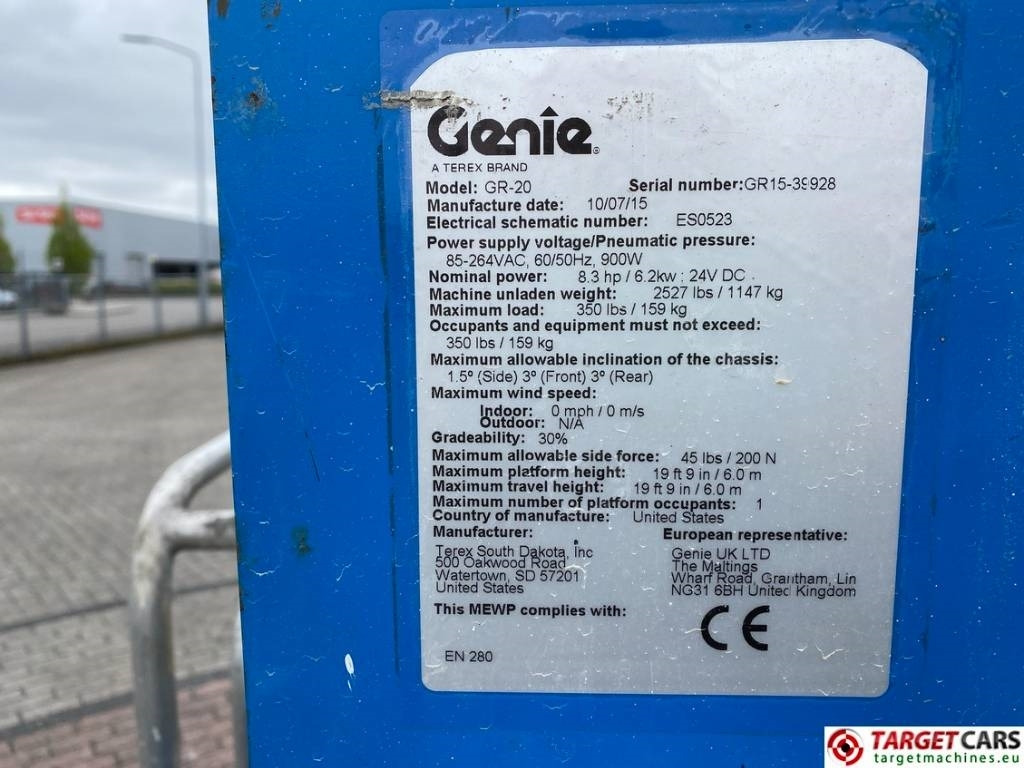 Genie
A TEREX BRAND
Model: GR-20 Serial number:GR15-39928
Manufacture date: 10/07/15
Electrical schematic number: ES0523
Power supply voltage/Pneumatic pressure:
85-264VAC, 60/50Hz, 900W
Nominal power: 8.3 hp / 6.2kw ; 24V DC
Machine unladen weight: 2527 lbs / 1147 kg
Maximum load: 350 lbs / 159 kg
Occupants and equipment must not exceed:
350 lbs / 159 kg
Maximum allowable inclination of the chassis:
1.5º (Side) 3º (Front) 3º (Rear)
Maximum wind speed:
Indoor: 0 mph / 0 m/s
Outdoor: N/A
Gradeability: 30%
Maximum allowable side force: 45 lbs / 200 N
Maximum platform height: 19 ft 9 in / 6.0 m
Maximum travel height: 19 ft 9 in / 6.0 m
Maximum number of platform occupants: 1
Country of manufacture: United States
Manufacturer:
Terex South Dakota, Inc
500 Oakwood Road
Watertown, SD 57201
United States
European representative:
Genie UK LTD
The Maltings
Wharf Road, Grantham, Lin
NG31 6BH United Kingdom
This MEWP complies with:
CE
EN 280
TARGETCARS
targetmachines.eu